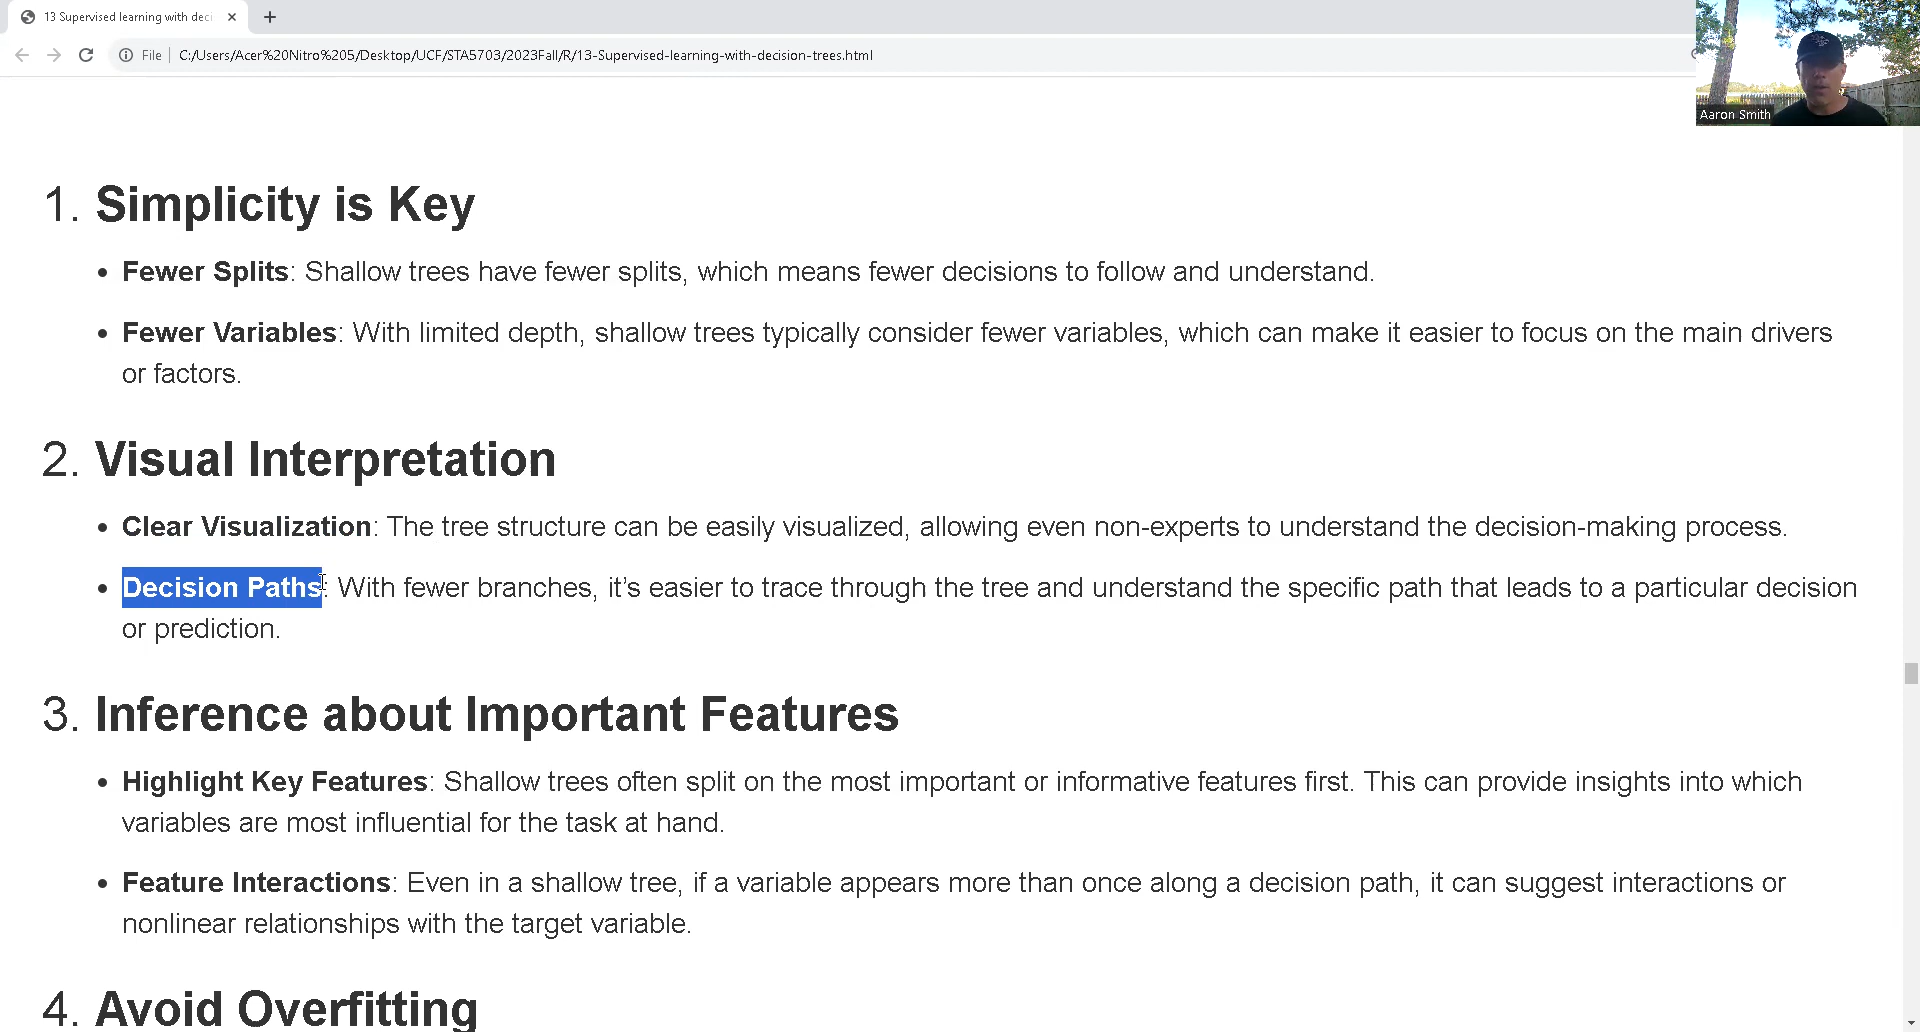 13 Supervised learning with deci
File
C:/Users/Acer%20Nitro%205/Desktop/UCF/STA5703/2023Fall/R/13-Supervised-learning-with-decision-trees.html
Aaron Smith
1. Simplicity is Key
• Fewer Splits: Shallow trees have fewer splits, which means fewer decisions to follow and understand.
• Fewer Variables: With limited depth, shallow trees typically consider fewer variables, which can make it easier to focus on the main drivers
or factors.
2. Visual Interpretation
• Clear Visualization: The tree structure can be easily visualized, allowing even non-experts to understand the decision-making process.
• Decision Paths: With fewer branches, it’s easier to trace through the tree and understand the specific path that leads to a particular decision
or prediction.
3. Inference about Important Features
• Highlight Key Features: Shallow trees often split on the most important or informative features first. This can provide insights into which
variables are most influential for the task at hand.
• Feature Interactions: Even in a shallow tree, if a variable appears more than once along a decision path, it can suggest interactions or
nonlinear relationships with the target variable.
4. Avoid Overfitting